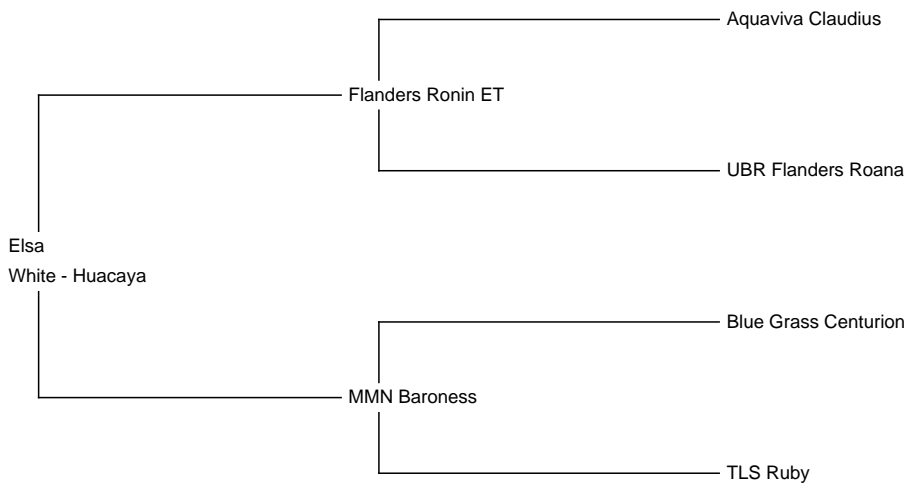 Aquaviva Claudius
Flanders Ronin ET
UBR Flanders Roana
Elsa
White - Huacaya
Blue Grass Centurion
MMN Baroness
TLS Ruby